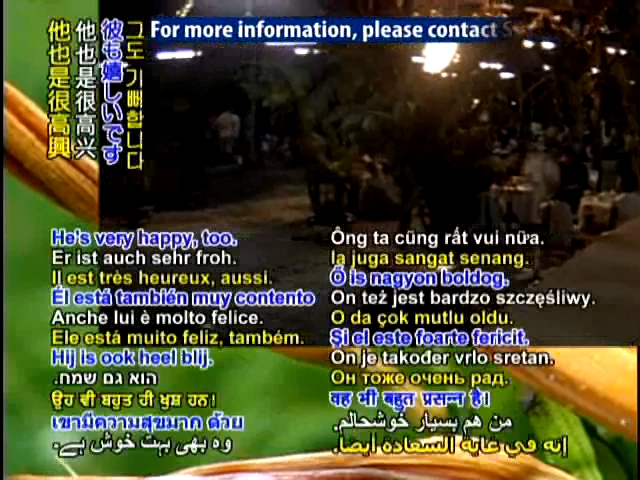 For more information, please contact
그도 기뻐합니다
彼も嬉しいです
他也是很高兴
他也是很高興
He's very happy, too.
Er ist auch sehr froh.
Il est très heureux, aussi.
Él está también muy contento
Anche lui è molto felice.
Ele está muito feliz, também.
Hij is ook heel blij.
הוא גם שמח.
ਉਹ ਵੀ ਬਹੁਤ ਹੀ ਖੁਸ਼ ਹਨ!
เขามีความสุขมาก ด้วย
وہ بھی بہت خوش ہے۔
Ông ta cũng rất vui nữa.
Ia juga sangat senang.
Ő is nagyon boldog.
On też jest bardzo szczęśliwy.
O da çok mutlu oldu.
Şi el este foarte fericit.
On je također vrlo sretan.
Он тоже очень рад.
वह भी बहुत प्रसन्न है।
من هم بسیار خوشحالم.
إنه في غاية السعادة أيضا.